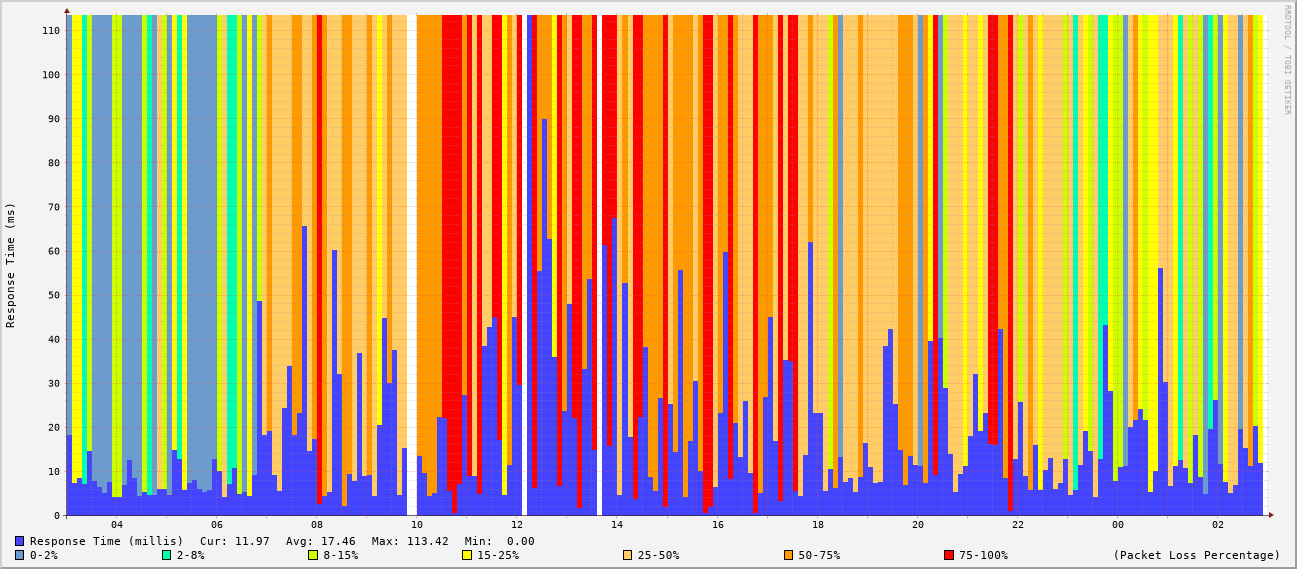 RRDTOOL / TOBI OETIKER
Response Time (ms)
110
100
90
80
70
60
50
40
30
20
10
0
04 06 08 10 12 14 16 18 20 22 00 02
Response Time (millis) Cur: 11.97 Avg: 17.46 Max: 113.42 Min: 0.00
0-2% 2-8% 8-15% 15-25% 25-50% 50-75% 75-100% (Packet Loss Percentage)